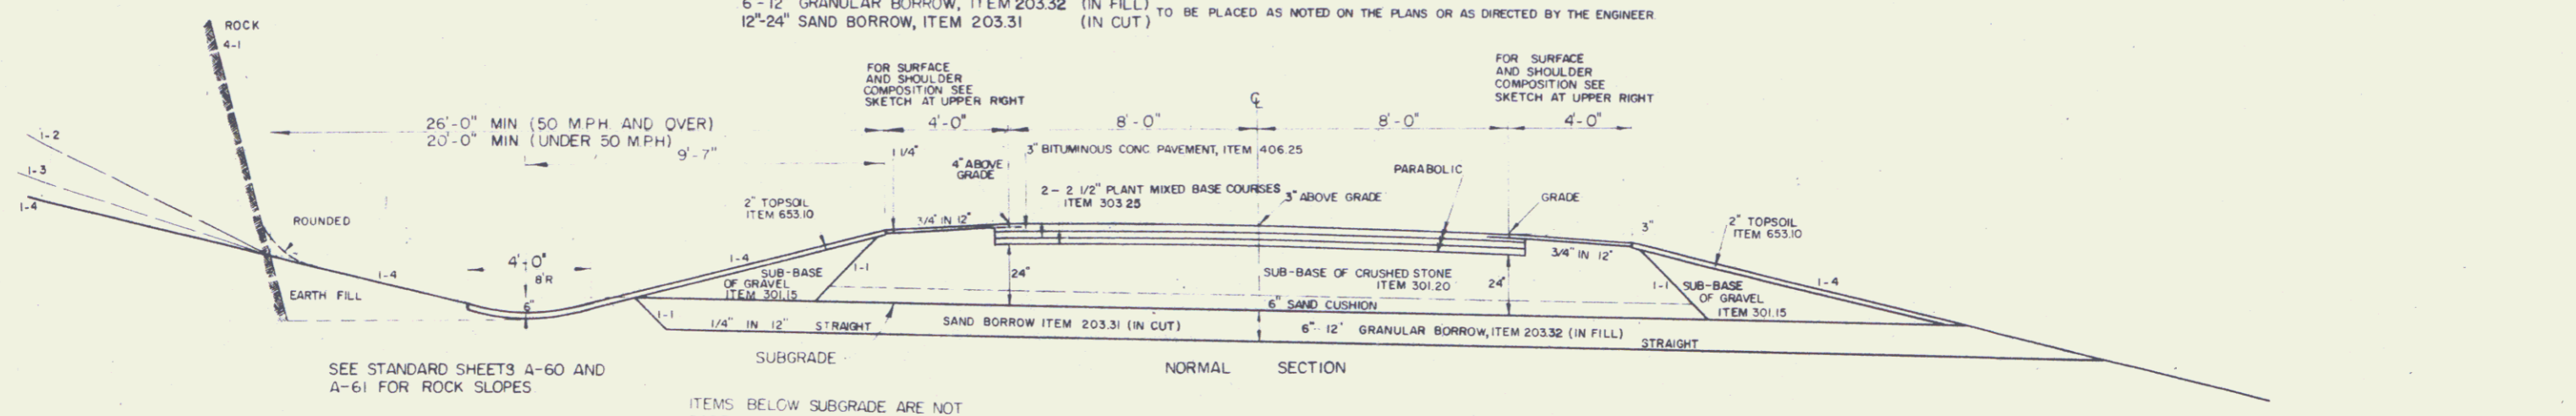 6"-12" GRANULAR BORROW, ITEM 203.32 (IN FILL)
12"-24" SAND BORROW, ITEM 203.31 (IN CUT)
TO BE PLACED AS NOTED ON THE PLANS OR AS DIRECTED BY THE ENGINEER
ROCK
4-1
FOR SURFACE
AND SHOULDER
COMPOSITION SEE
SKETCH AT UPPER RIGHT
FOR SURFACE
AND SHOULDER
COMPOSITION SEE
SKETCH AT UPPER RIGHT
26'-0" MIN (50 M.P.H. AND OVER)
20'-0" MIN (UNDER 50 M.P.H.)
4'-0"
8'-0"
8'-0"
4'-0"
9'-7"
1 1/4"
4" ABOVE
GRADE
3" BITUMINOUS CONC PAVEMENT, ITEM 406.25
PARABOLIC
1-2
1-3
1-4
2 - 2 1/2" PLANT MIXED BASE COURSES
ITEM 303.25
3" ABOVE GRADE
GRADE
2" TOPSOIL
ITEM 653.10
3/4" IN 12"
ROUNDED
3"
2" TOPSOIL
ITEM 653.10
3/4" IN 12"
4'-0"
8'R
6"
1-4
1-4
EARTH FILL
SUB-BASE
OF GRAVEL
ITEM 301.15
1-1
24"
SUB-BASE OF CRUSHED STONE
ITEM 301.20
24"
1-1
SUB-BASE
OF GRAVEL
ITEM 301.15
1-4
6" SAND CUSHION
1-1
1/4" IN 12" STRAIGHT
SAND BORROW ITEM 203.31 (IN CUT)
6"-12' GRANULAR BORROW, ITEM 203.32 (IN FILL)
STRAIGHT
SUBGRADE
NORMAL SECTION
SEE STANDARD SHEETS A-60 AND
A-61 FOR ROCK SLOPES
ITEMS BELOW SUBGRADE ARE NOT